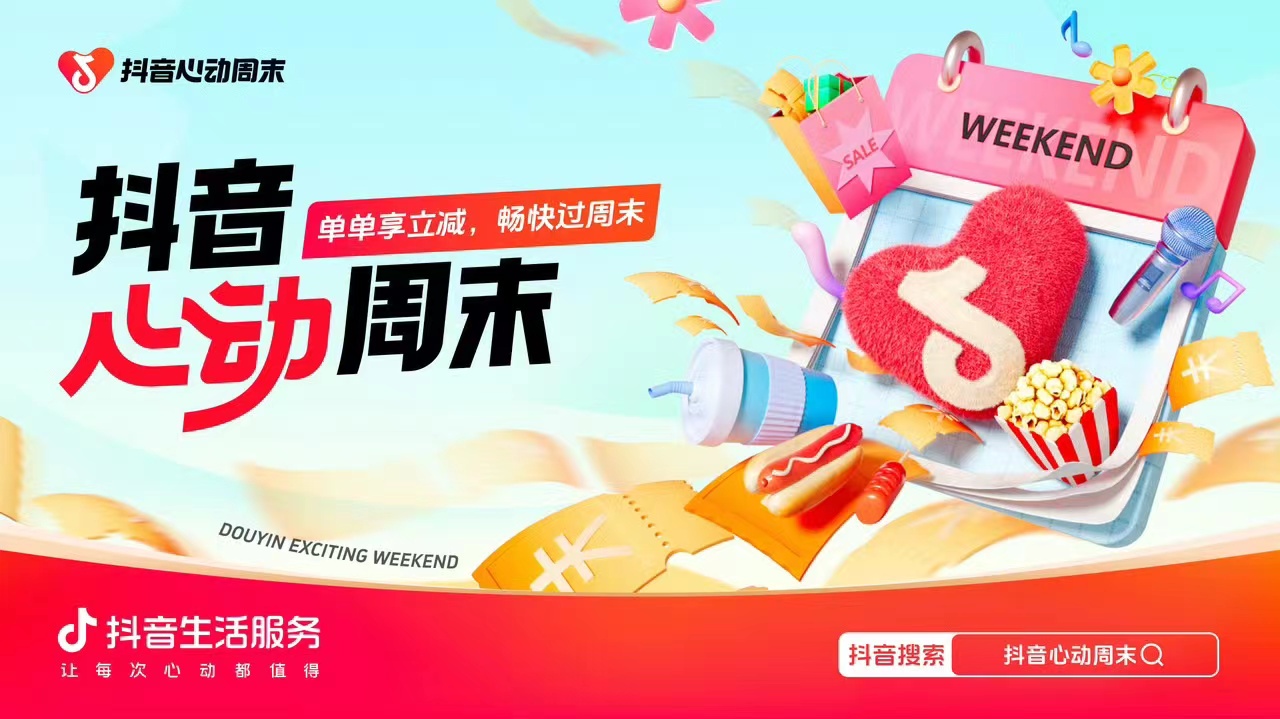 抖音心动周末
抖音
单单享立减，畅快过周末
心动周末
DOUYIN EXCITING WEEKEND
SALE
WEEKEND
WEEKEND
抖音生活服务
让每次心动都值得
抖音搜索
抖音心动周末